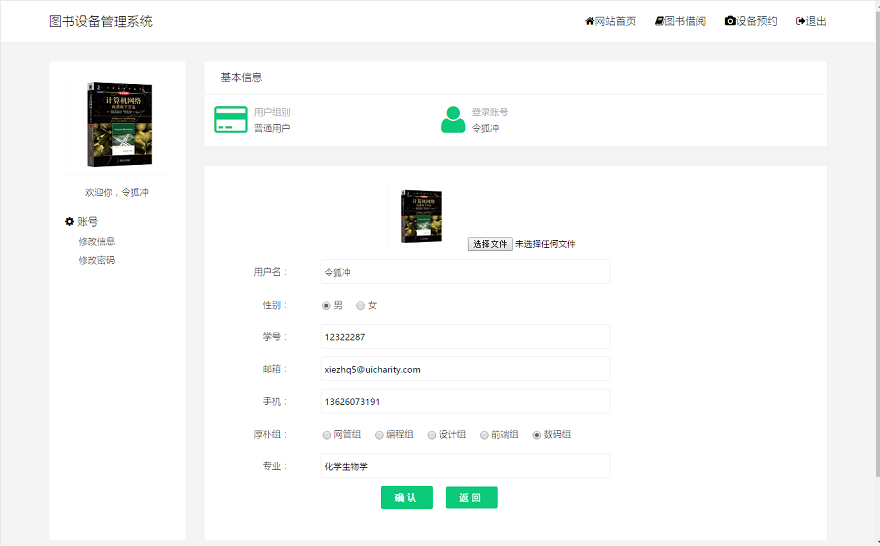 图书设备管理系统 网站首页 图书借阅 设备预约 退出
计算机网络
欢迎你，令狐冲
账号
修改信息
修改密码
基本信息
用户组别
普通用户
登录账号
令狐冲
计算机网络
选择文件 未选择任何文件
用户名： 令狐冲
性别： 男 女
学号： 12322287
邮箱： xiezhq5@uicharity.com
手机： 13626073191
厚朴组： 网管组 编程组 设计组 前端组 数码组
专业： 化学生物学
确认 返回